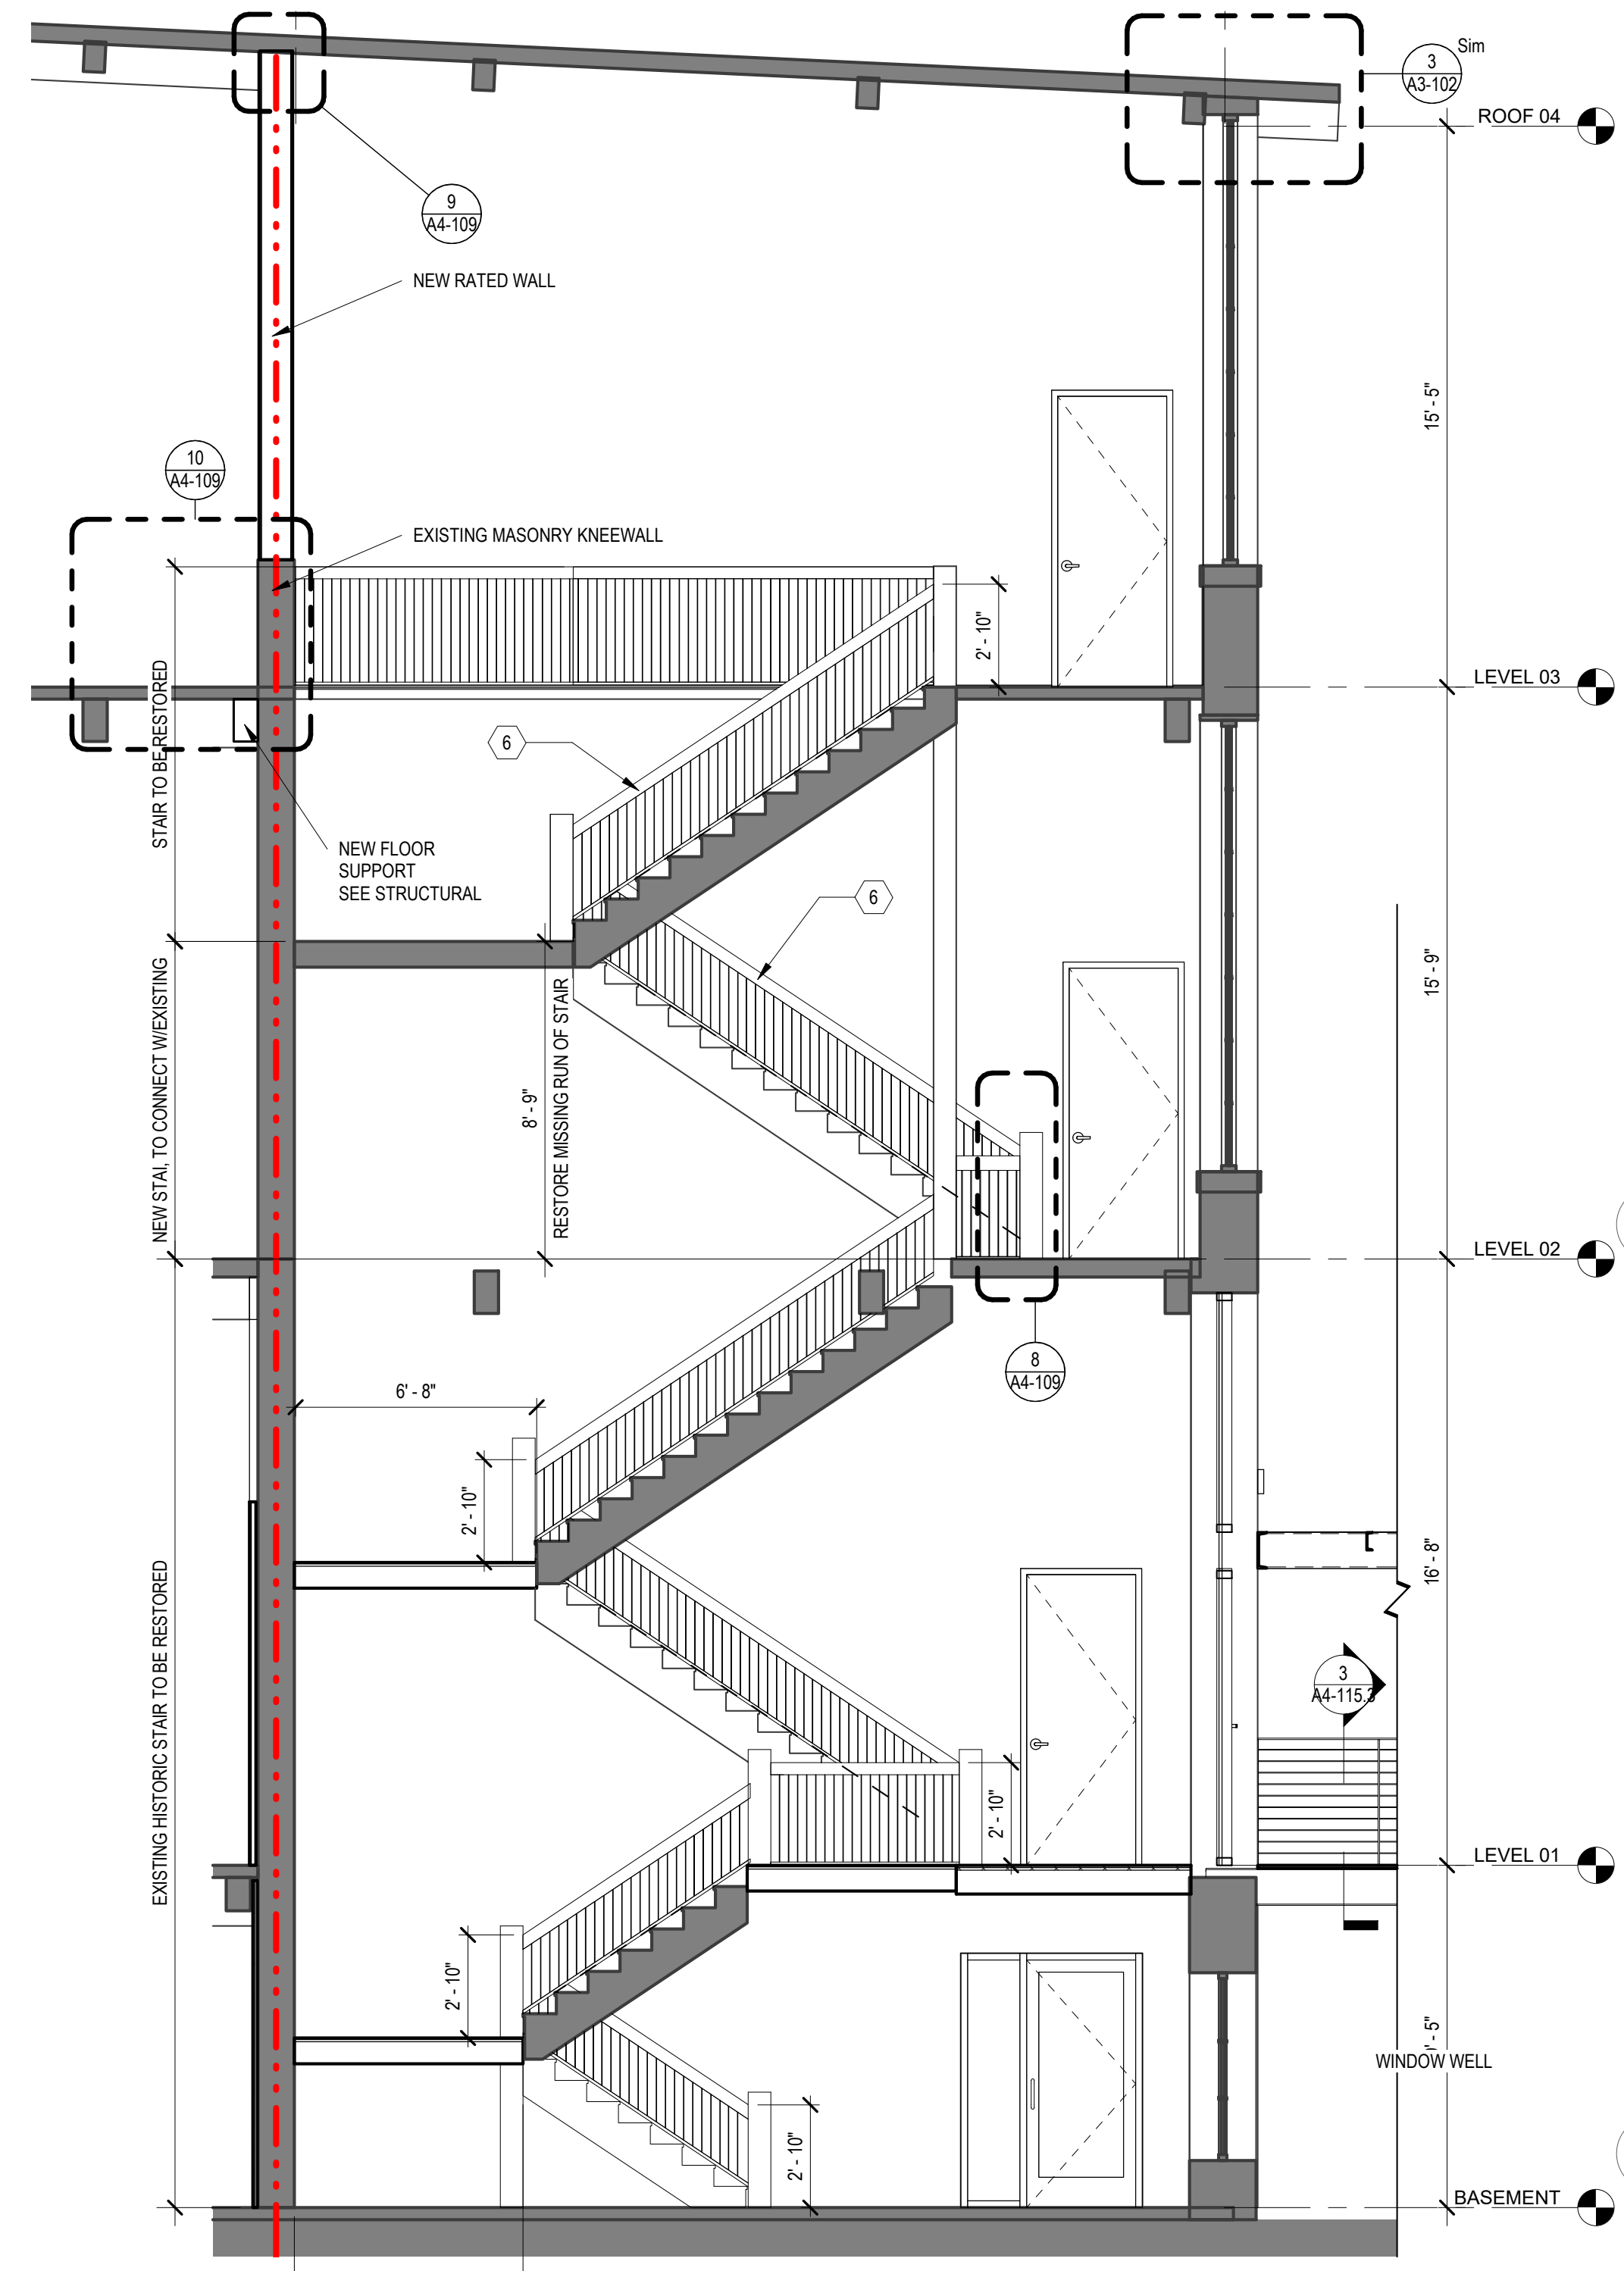 Sim
3
A3-102
ROOF 04
9
A4-109
NEW RATED WALL
15' - 5"
10
A4-109
EXISTING MASONRY KNEEWALL
2' - 10"
LEVEL 03
STAIR TO BE RESTORED
6
NEW FLOOR
SUPPORT
SEE STRUCTURAL
6
NEW STAI, TO CONNECT W/EXISTING
8' - 9"
RESTORE MISSING RUN OF STAIR
15' - 9"
LEVEL 02
8
A4-109
6' - 8"
2' - 10"
16' - 8"
EXISTING HISTORIC STAIR TO BE RESTORED
3
A4-115.3
2' - 10"
LEVEL 01
2' - 10"
' - 5"
WINDOW WELL
2' - 10"
BASEMENT